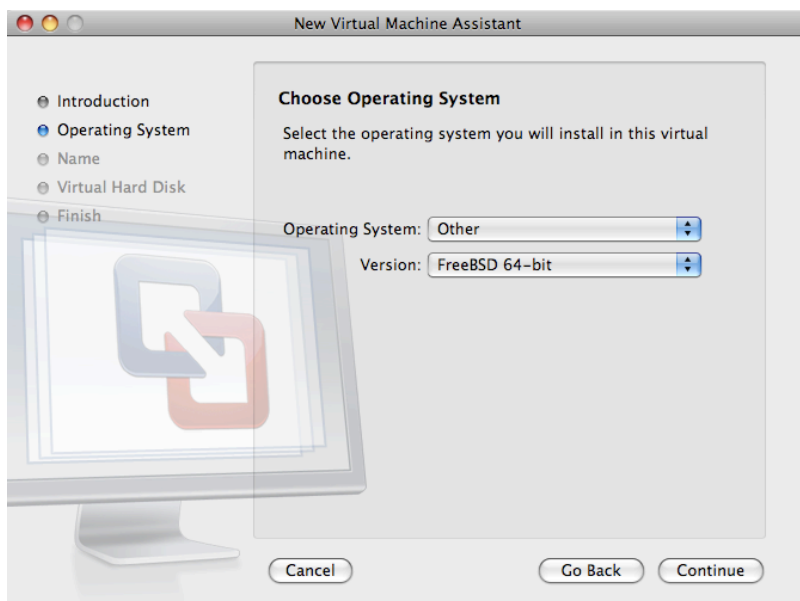 New Virtual Machine Assistant
Introduction
Operating System
Name
Virtual Hard Disk
Finish
Choose Operating System
Select the operating system you will install in this virtual
machine.
Operating System: Other
Version: FreeBSD 64-bit
Cancel Go Back Continue